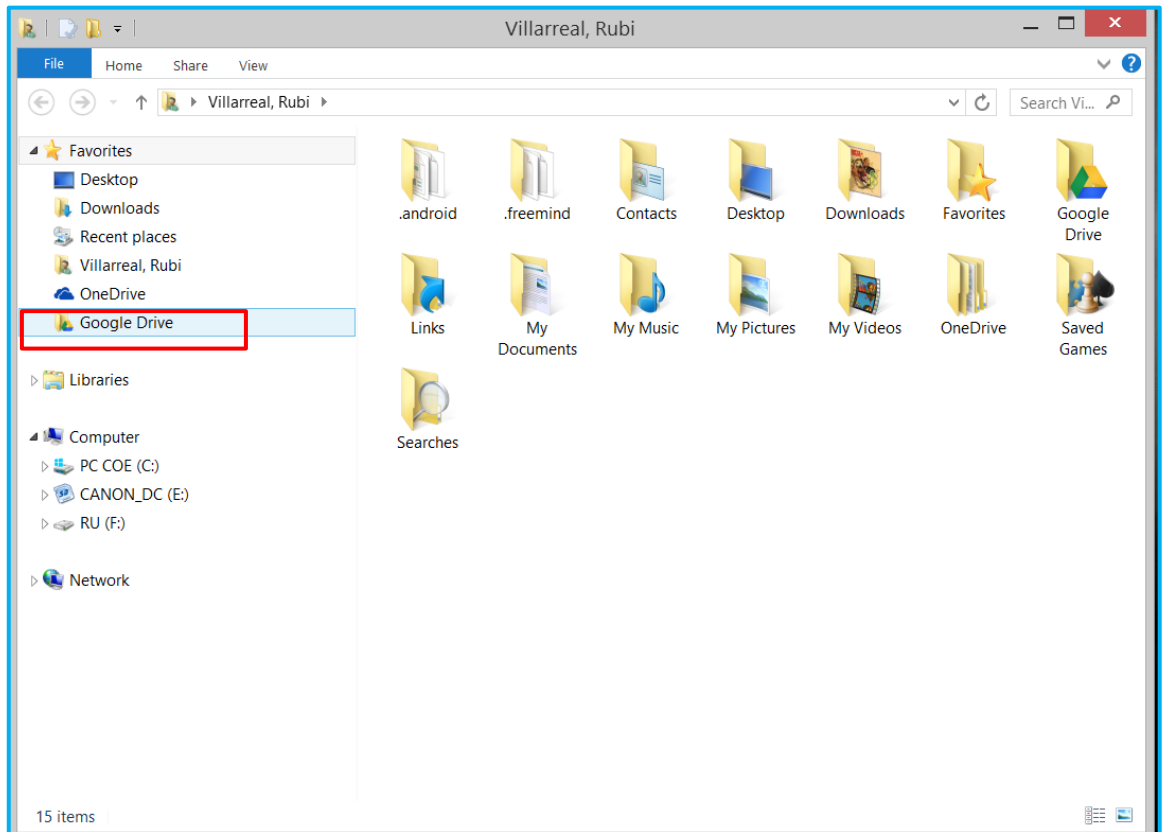 Villarreal, Rubi
File Home Share View
Villarreal, Rubi
Search Vi...
Favorites
Desktop
Downloads
Recent places
Villarreal, Rubi
OneDrive
Google Drive
Libraries
Computer
PC COE (C:)
CANON_DC (E:)
RU (F:)
Network
.android .freemind Contacts Desktop Downloads Favorites Google
Drive
Links My My Music My Pictures My Videos OneDrive Saved
Documents Games
Searches
15 items